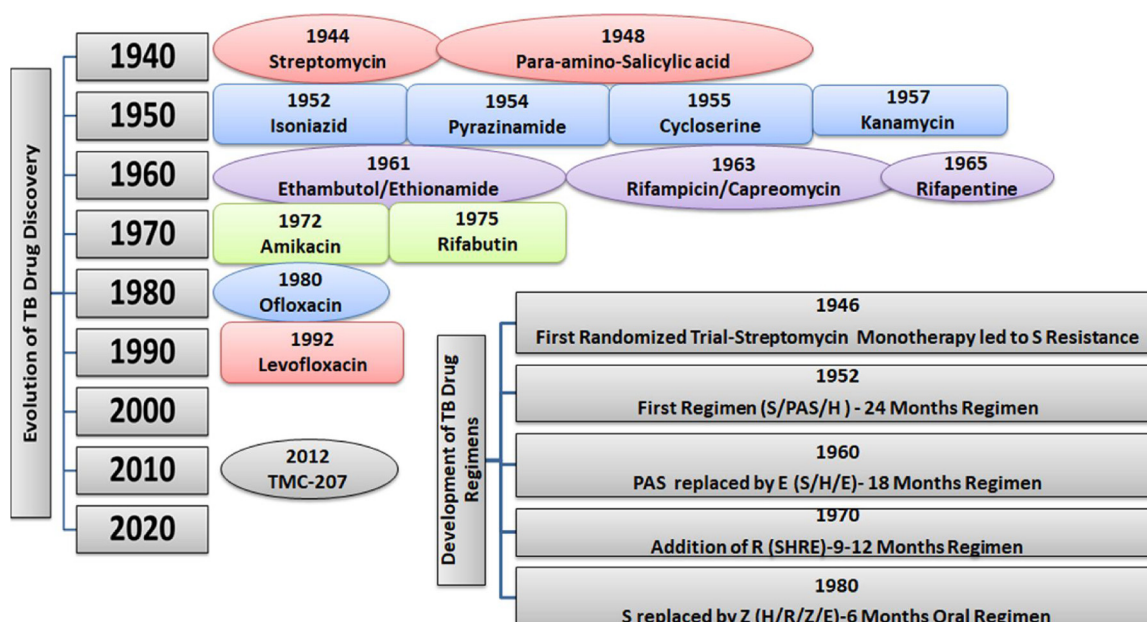 Evolution of TB Drug Discovery
1940
1944
Streptomycin
1948
Para-amino-Salicylic acid
1950
1952
Isoniazid
1954
Pyrazinamide
1955
Cycloserine
1957
Kanamycin
1960
1961
Ethambutol/Ethionamide
1963
Rifampicin/Capreomycin
1965
Rifapentine
1970
1972
Amikacin
1975
Rifabutin
1980
1980
Ofloxacin
1990
1992
Levofloxacin
2000
2010
2012
TMC-207
2020
Development of TB Drug
Regimens
1946
First Randomized Trial-Streptomycin Monotherapy led to S Resistance
1952
First Regimen (S/PAS/H ) - 24 Months Regimen
1960
PAS replaced by E (S/H/E)- 18 Months Regimen
1970
Addition of R (SHRE)-9-12 Months Regimen
1980
S replaced by Z (H/R/Z/E)-6 Months Oral Regimen